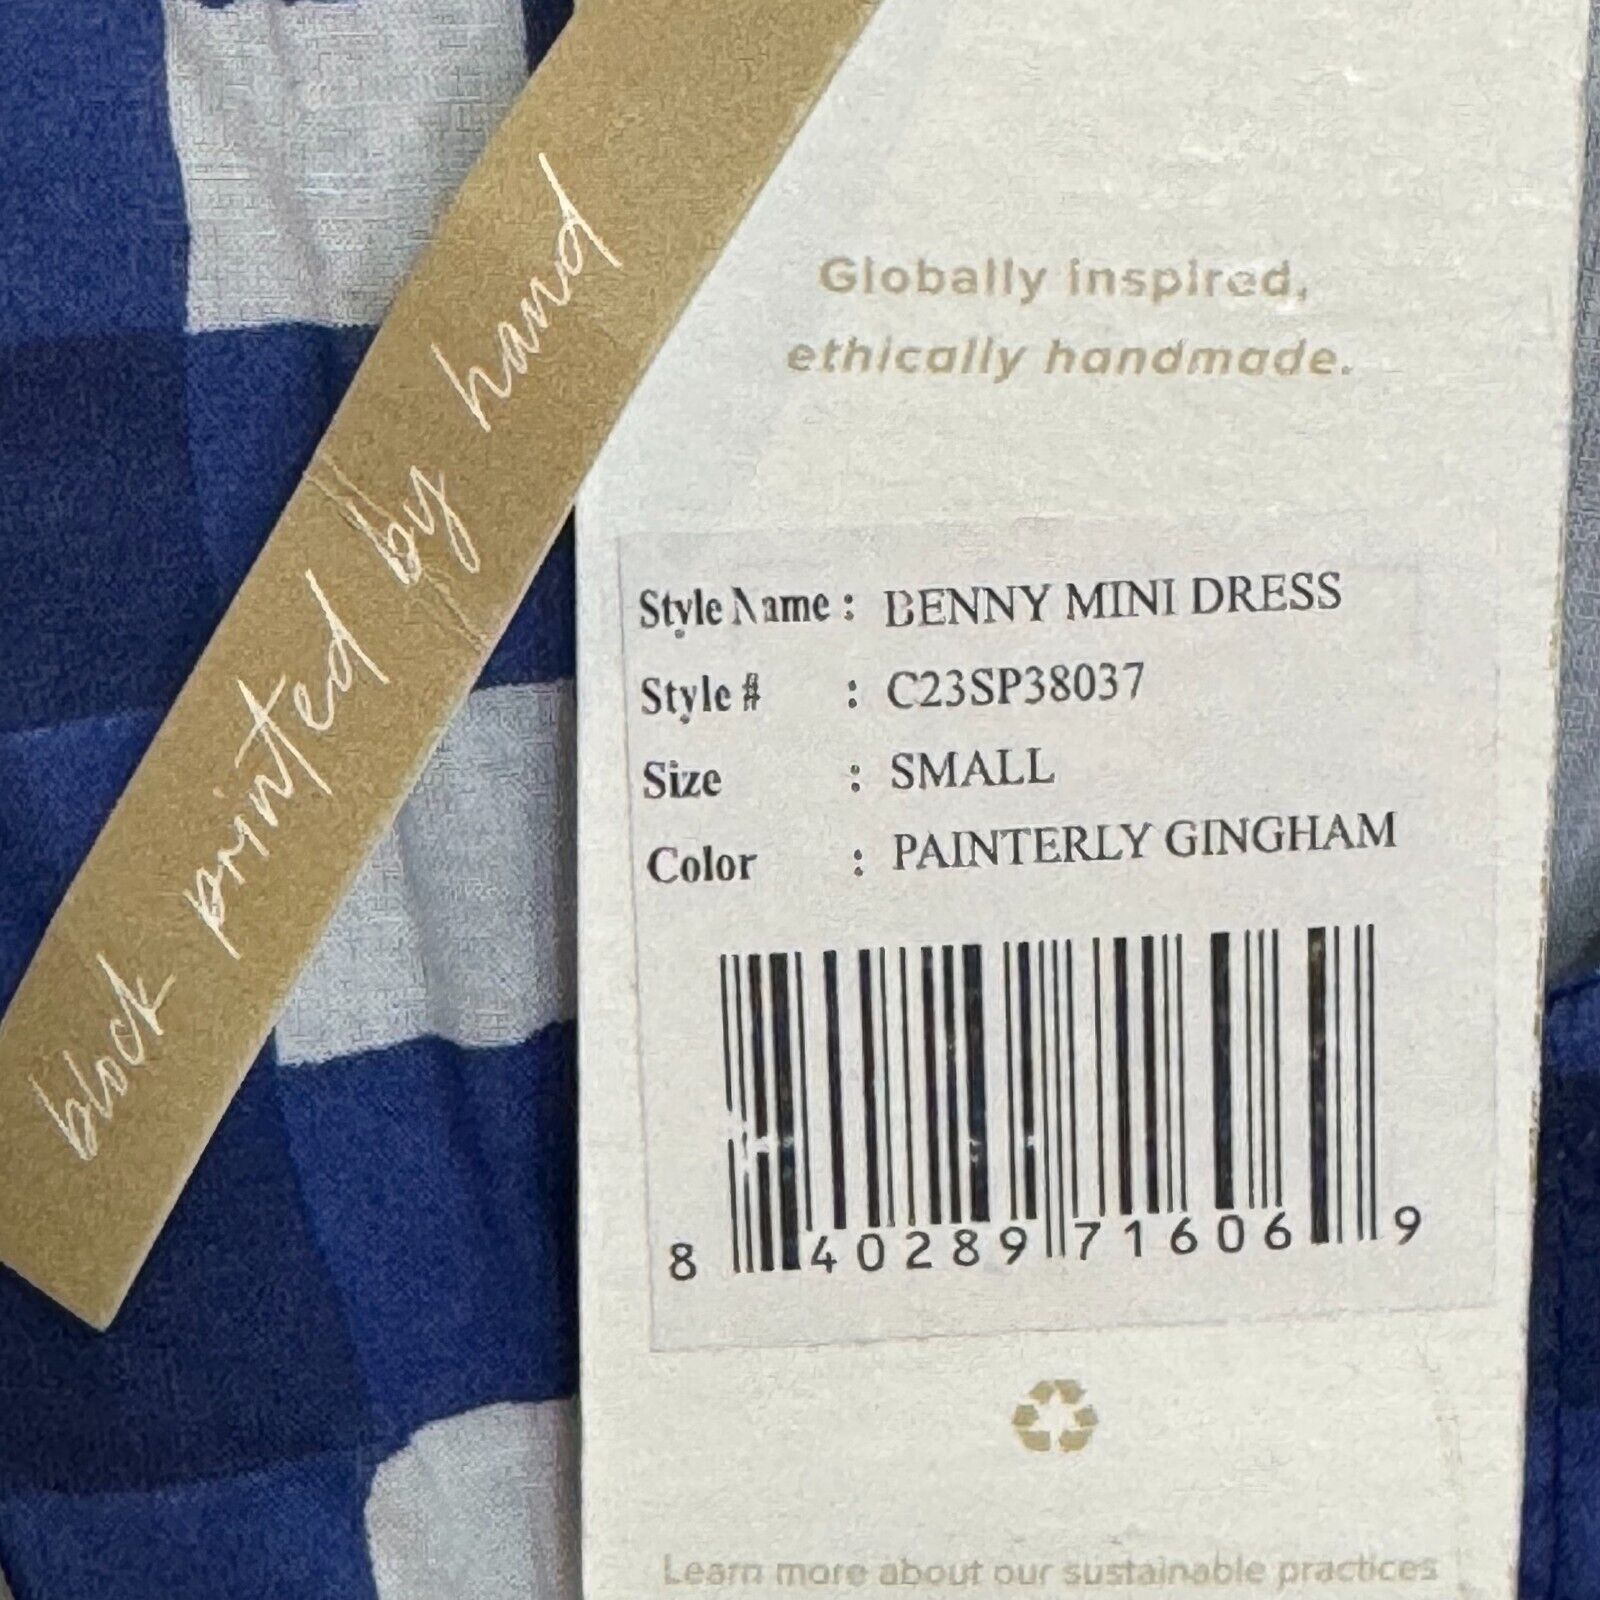 block printed by hand
Globally inspired,
ethically handmade.
Style Name : BENNY MINI DRESS
Style # : C23SP38037
Size : SMALL
Color : PAINTERLY GINGHAM
8 40289 71606 9
Learn more about our sustainable practices